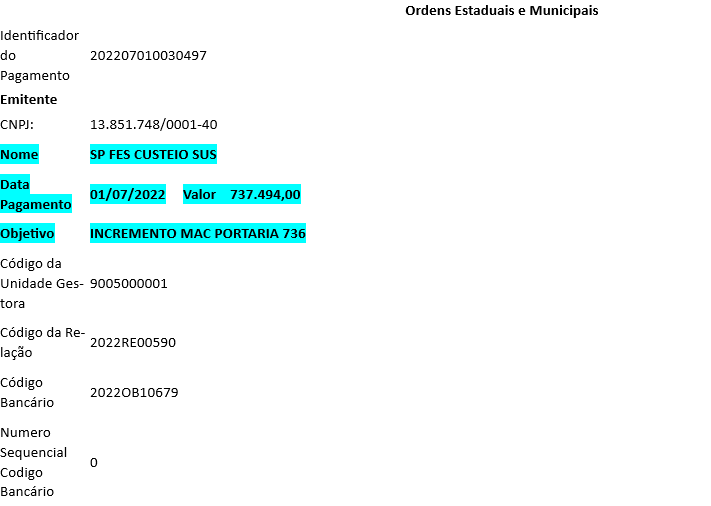 Ordens Estaduais e Municipais
Identificador
do
Pagamento
202207010030497
Emitente
CNPJ: 13.851.748/0001-40
Nome SP FES CUSTEIO SUS
Data
Pagamento
01/07/2022 Valor 737.494,00
Objetivo INCREMENTO MAC PORTARIA 736
Código da
Unidade Ges-
tora
9005000001
Código da Re-
lação
2022RE00590
Código
Bancário
2022OB10679
Numero
Sequencial
Codigo
Bancário
0